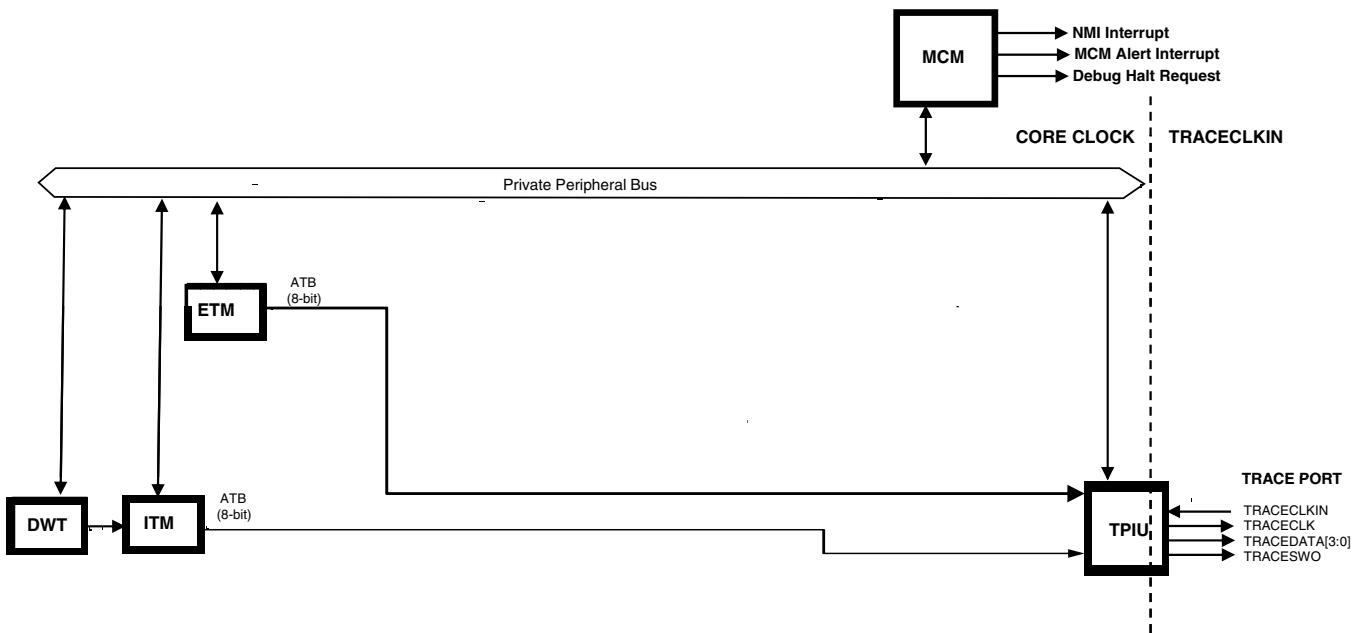 MCM
NMI Interrupt
MCM Alert Interrupt
Debug Halt Request
CORE CLOCK
TRACECLKIN
Private Peripheral Bus
ETM
ATB
(8-bit)
DWT
ITM
ATB
(8-bit)
TPIU
TRACE PORT
TRACECLKIN
TRACECLK
TRACEDATA[3:0]
TRACESWO